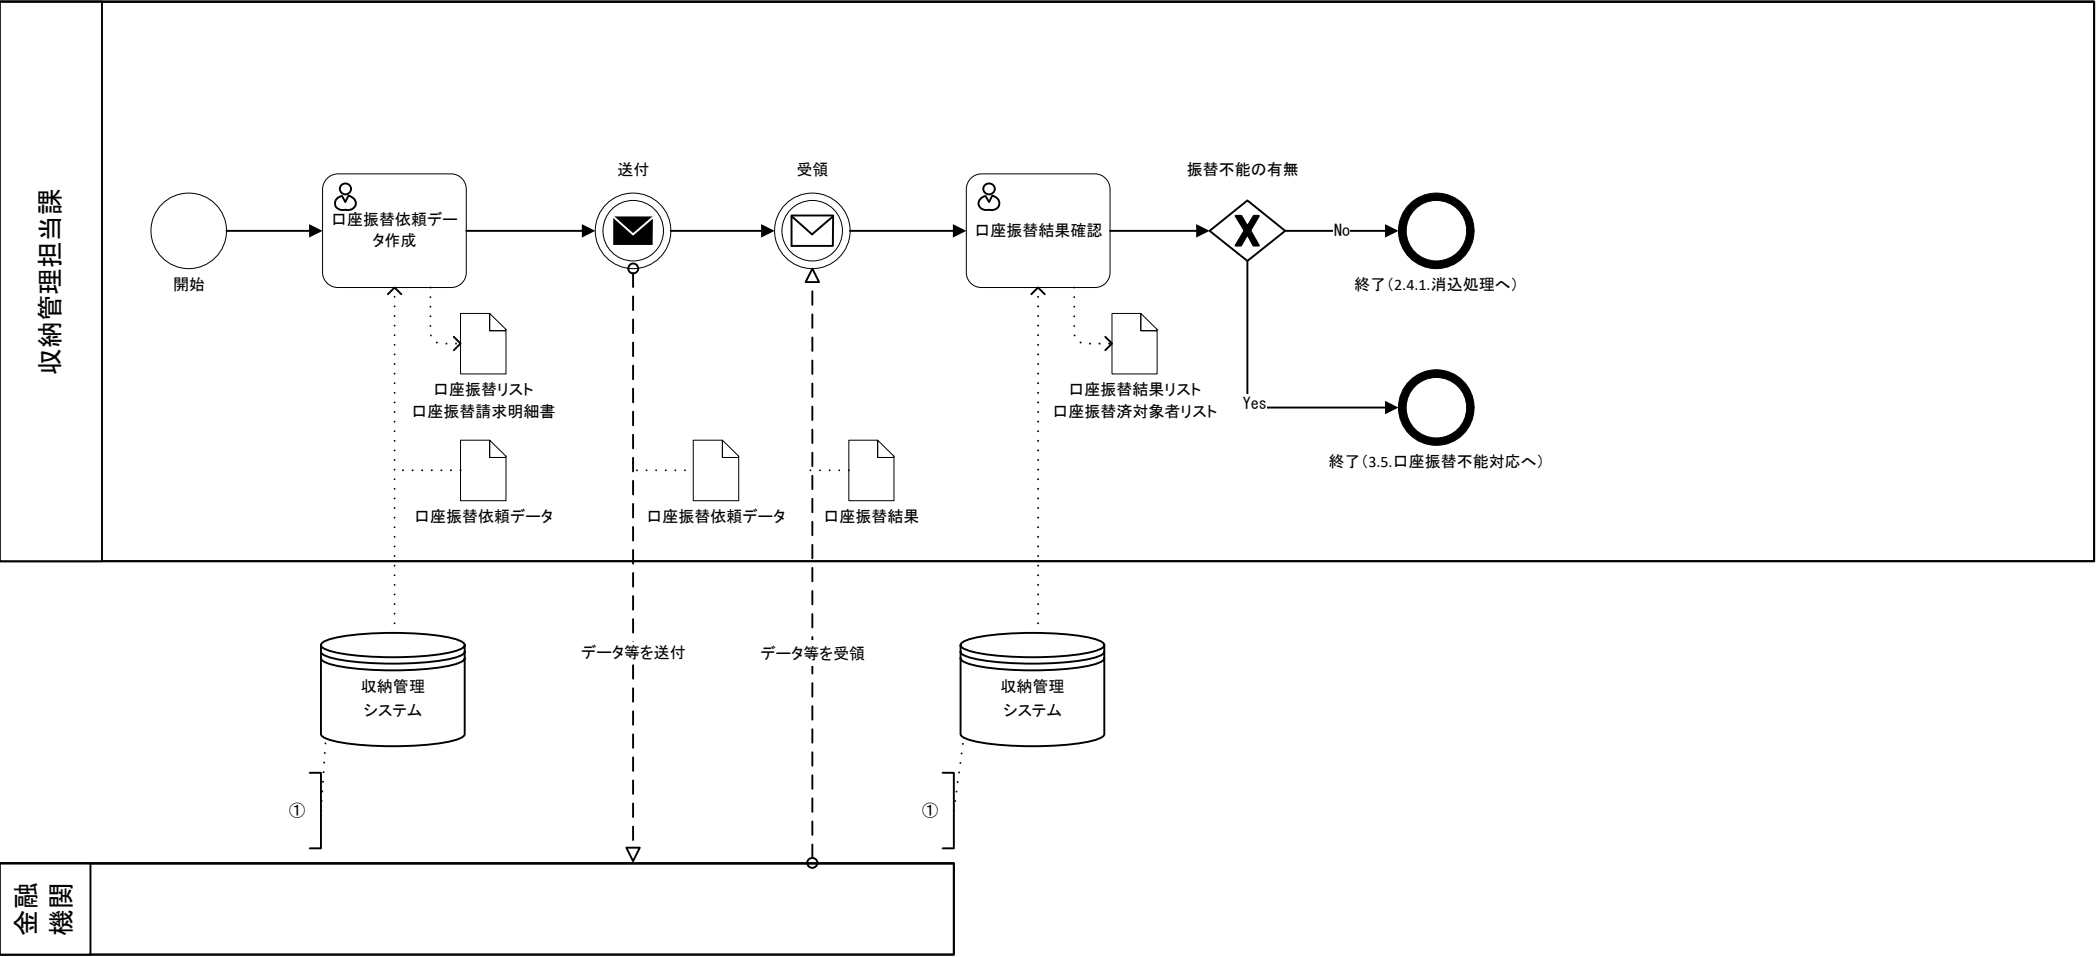 収納管理担当課
開始
口座振替依頼デー
タ作成
送付
受領
口座振替結果確認
振替不能の有無
No
終了（2.4.1.消込処理へ）
Yes
終了（3.5.口座振替不能対応へ）
口座振替リスト
口座振替請求明細書
口座振替結果リスト
口座振替済対象者リスト
口座振替依頼データ
口座振替依頼データ
口座振替結果
データ等を送付
データ等を受領
収納管理
システム
収納管理
システム
①
①
金融
機関